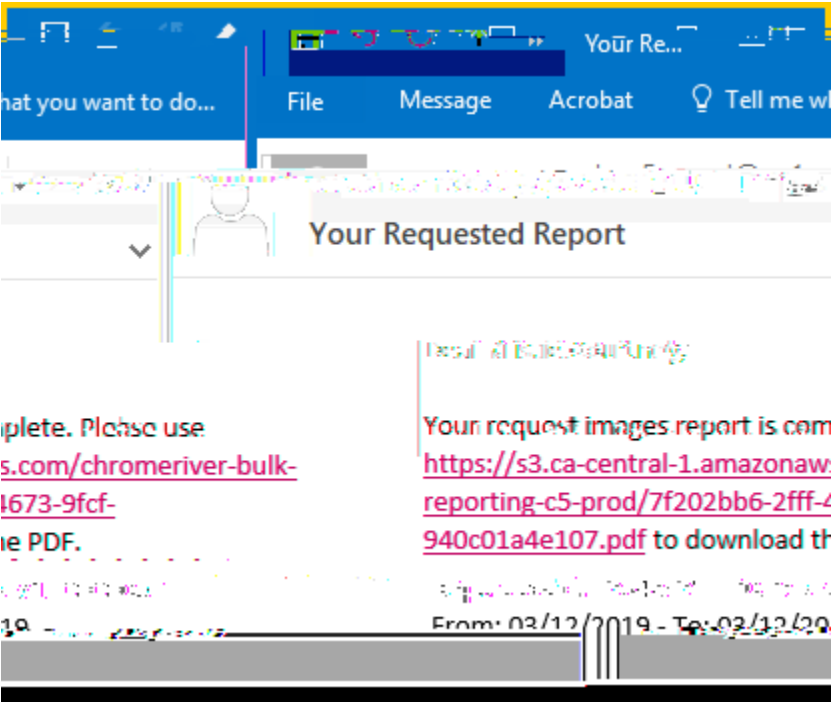 Your Re...
hat you want to do...
File Message Acrobat Tell me wh
Your Requested Report
plete. Please use
Your request images report is com
s.com/chromeriver-bulk-
https://s3.ca-central-1.amazonaws
4673-9fcf-
reporting-c5-prod/7f202bb6-2fff-4
e PDF.
940c01a4e107.pdf to download th
19
From: 03/12/2019 - To: 03/12/20